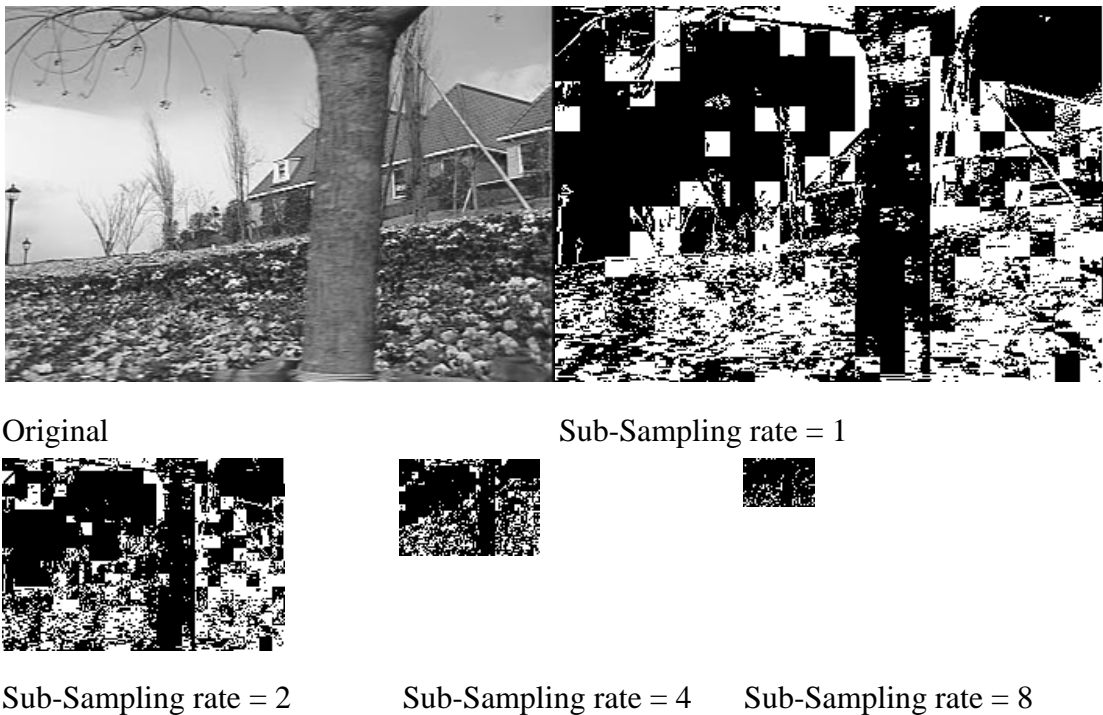 Original
Sub-Sampling rate = 1
Sub-Sampling rate = 2
Sub-Sampling rate = 4
Sub-Sampling rate = 8